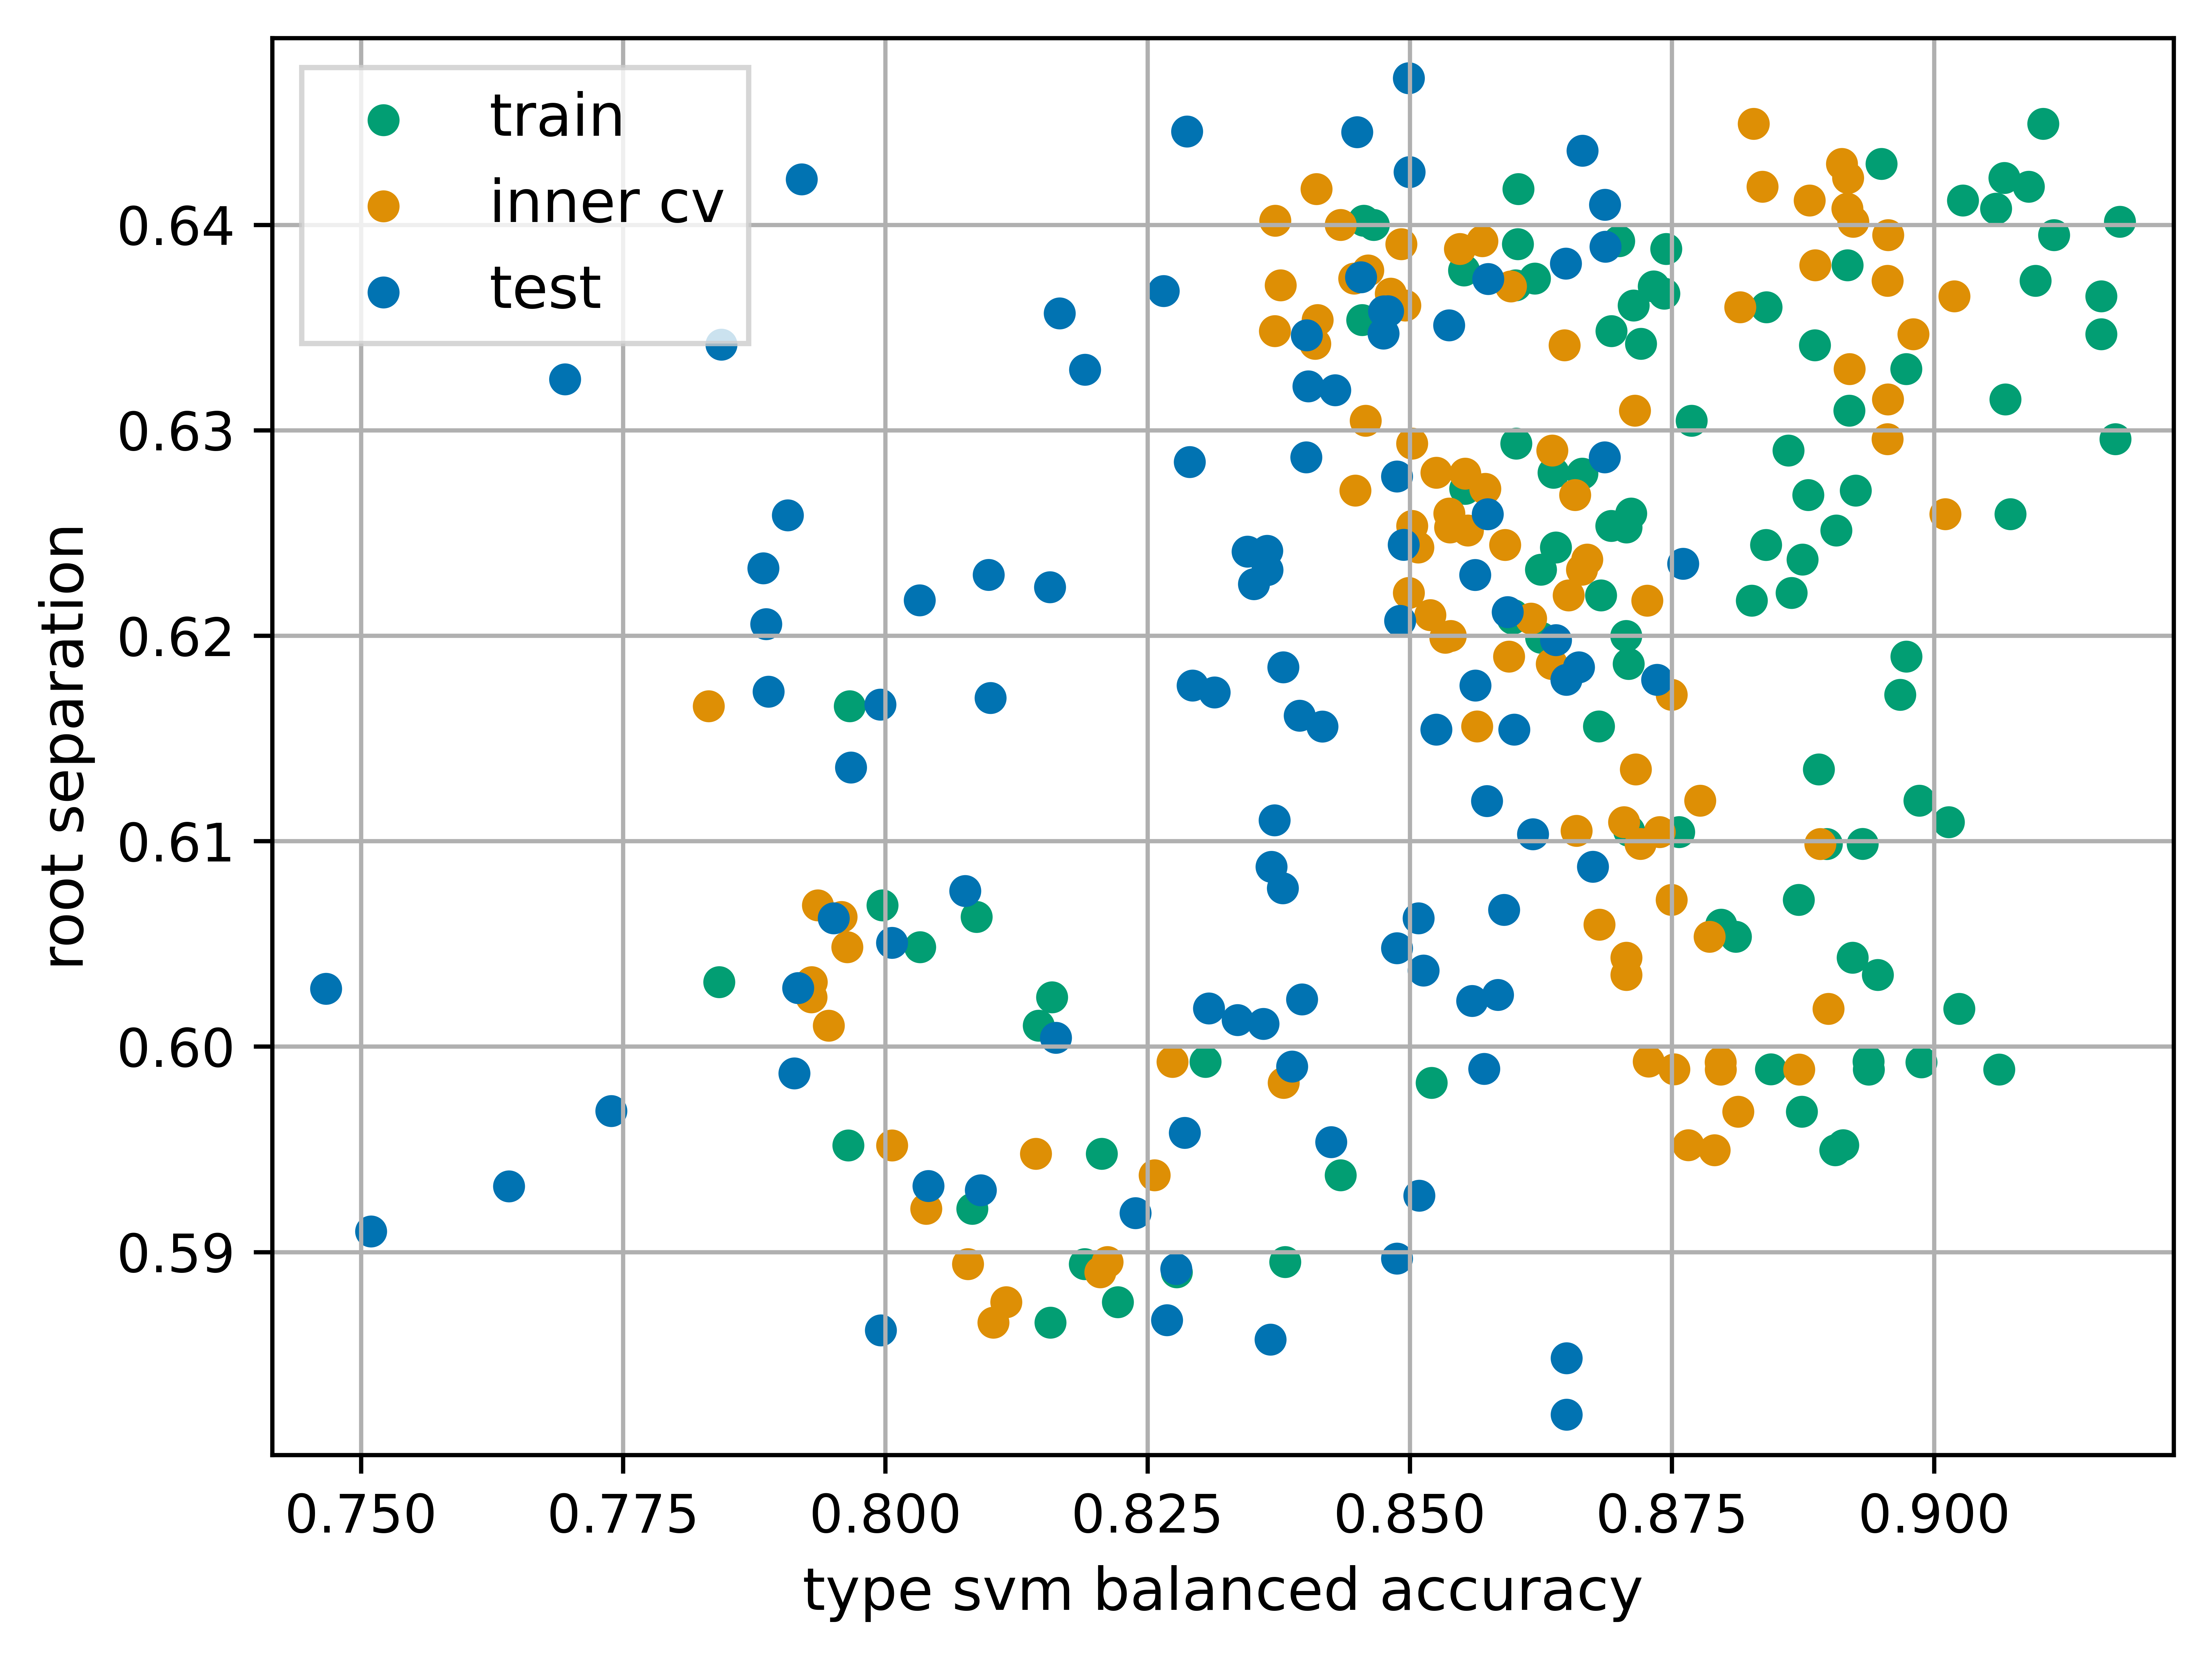 train
inner cv
test
0.64
0.63
0.62
0.61
0.60
0.59
root separation
0.750 0.775 0.800 0.825 0.850 0.875 0.900
type svm balanced accuracy